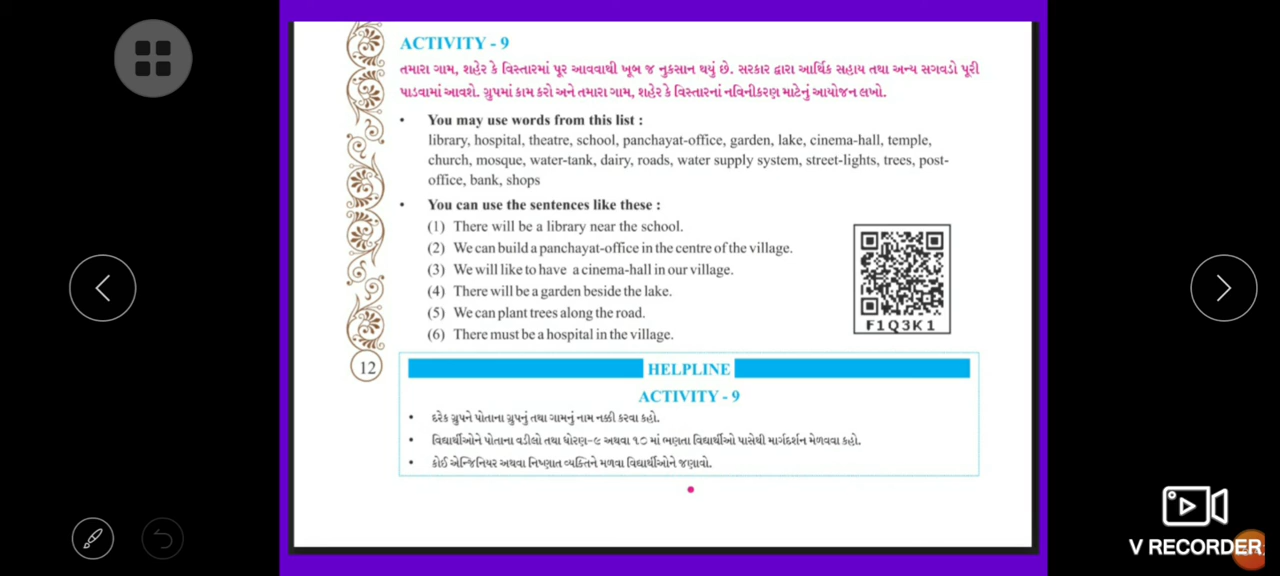 ACTIVITY - 9
તમારા ગામ, શહેર કે વિસ્તારમાં પૂર આવવાથી ખૂબ જ નુકસાન થયું છે. સરકાર દ્વારા આર્થિક સહાય તથા અન્ય સગવડો પૂરી
પાડવામાં આવશે. ગ્રુપમાં કામ કરો અને તમારા ગામ, શહેર કે વિસ્તારનાં નવિનીકરણ માટેનું આયોજન લખો.
• You may use words from this list :
library, hospital, theatre, school, panchayat-office, garden, lake, cinema-hall, temple,
church, mosque, water-tank, dairy, roads, water supply system, street-lights, trees, post-
office, bank, shops
• You can use the sentences like these :
(1) There will be a library near the school.
(2) We can build a panchayat-office in the centre of the village.
(3) We will like to have a cinema-hall in our village.
(4) There will be a garden beside the lake.
(5) We can plant trees along the road.
(6) There must be a hospital in the village.
F1Q3K1
12
HELPLINE
ACTIVITY - 9
• દરેક ગ્રુપને પોતાના ગ્રુપનું તથા ગામનું નામ નક્કી કરવા કહો.
• વિદ્યાર્થીઓને પોતાના વડીલો તથા ધોરણ-૯ અથવા ૧૦ માં ભણતા વિદ્યાર્થીઓ પાસેથી માર્ગદર્શન મેળવવા કહો.
• કોઈ એન્જિનિયર અથવા નિષ્ણાત વ્યક્તિને મળવા વિદ્યાર્થીઓને જણાવો.
V RECORDER